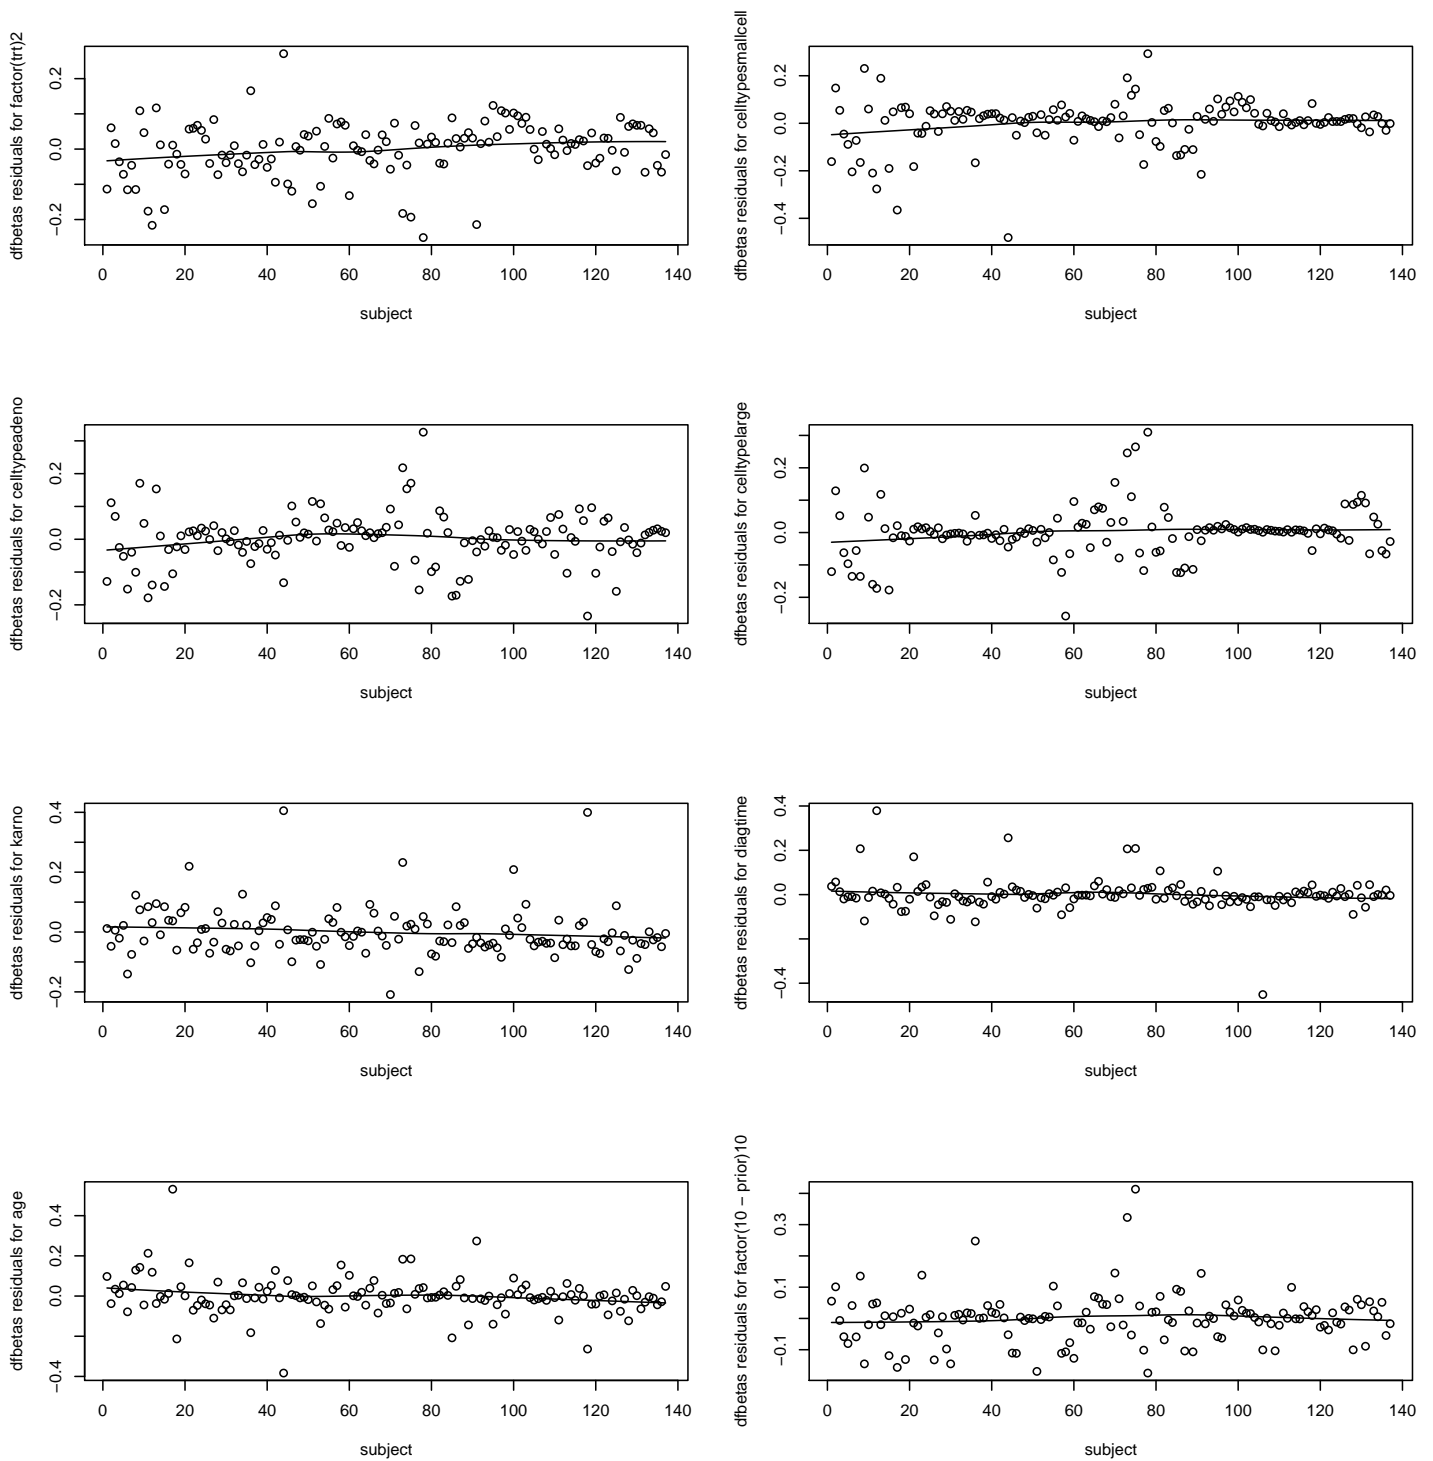 dfbetas residuals for factor(trt)2
0.2
0.0
−0.2
0 20 40 60 80 100 120 140
subject
dfbetas residuals for celltypesmallcell
0.2
0.0
−0.2
−0.4
0 20 40 60 80 100 120 140
subject
dfbetas residuals for celltypeadeno
0.2
0.0
−0.2
0 20 40 60 80 100 120 140
subject
dfbetas residuals for celltypelarge
0.2
0.0
−0.2
0 20 40 60 80 100 120 140
subject
dfbetas residuals for karno
0.4
0.2
0.0
−0.2
0 20 40 60 80 100 120 140
subject
dfbetas residuals for diagtime
0.4
0.2
0.0
−0.4
0 20 40 60 80 100 120 140
subject
dfbetas residuals for age
0.4
0.2
0.0
−0.4
0 20 40 60 80 100 120 140
subject
dfbetas residuals for factor(10 − prior)10
0.3
0.1
−0.1
0 20 40 60 80 100 120 140
subject